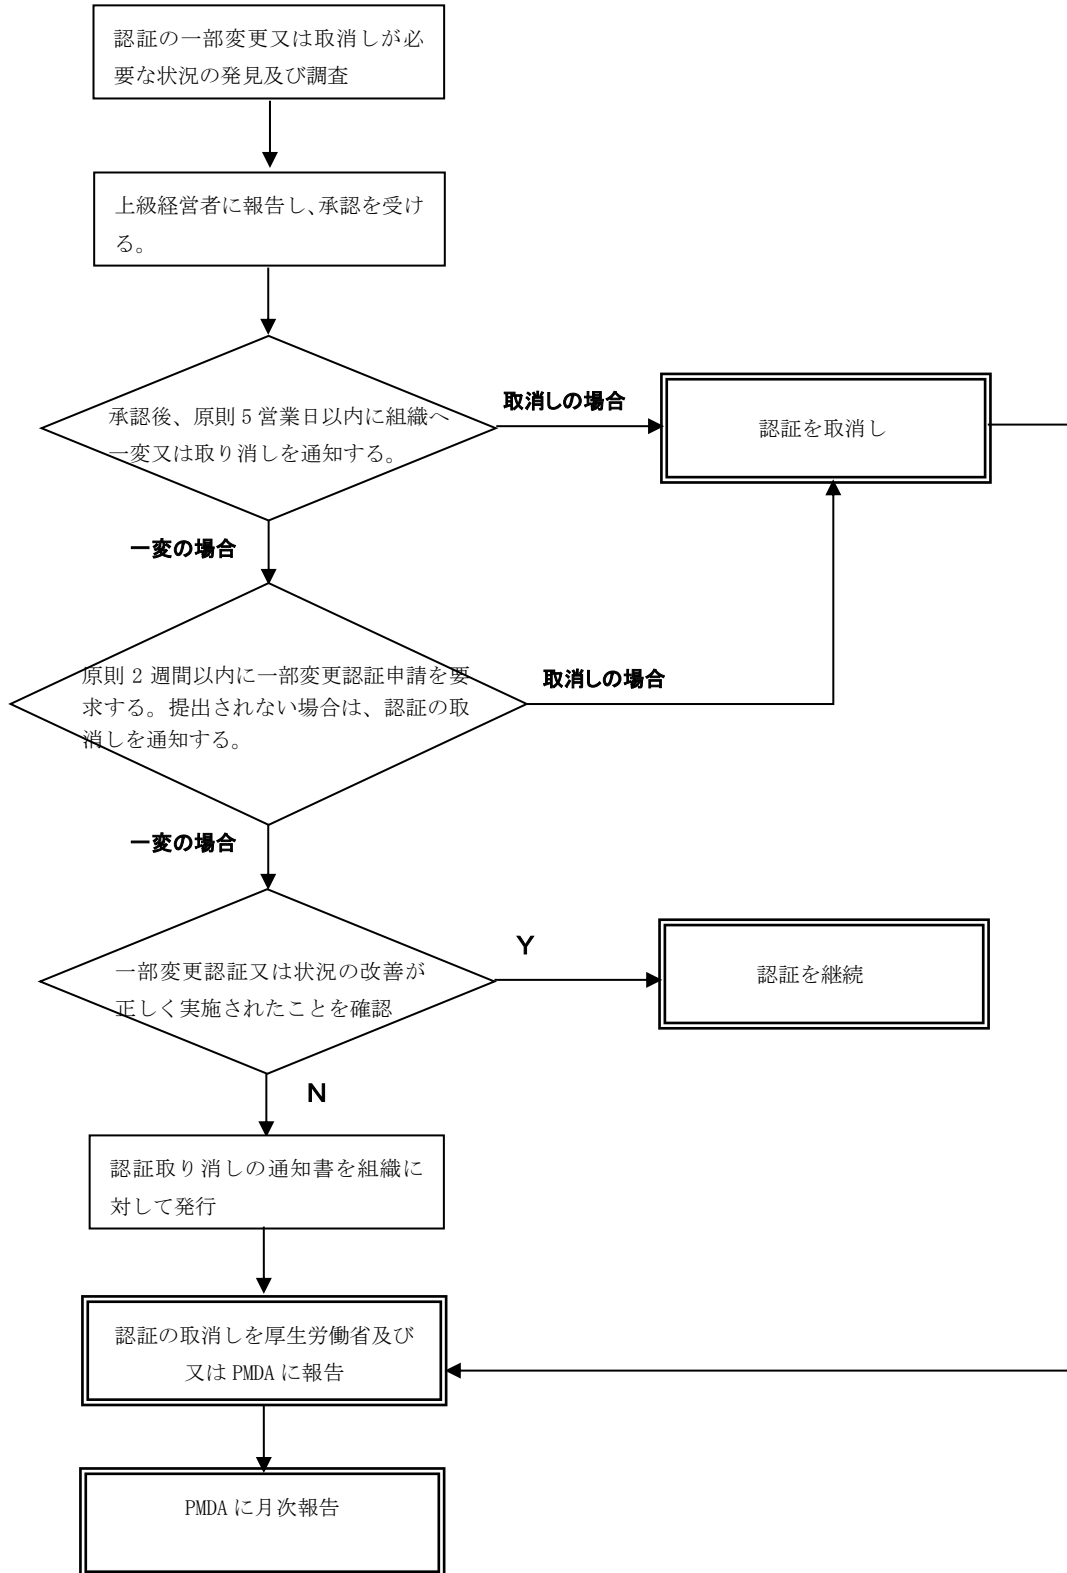 認証の一部変更又は取消しが必
要な状況の発見及び調査
上級経営者に報告し、承認を受け
る。
承認後、原則 5 営業日以内に組織へ
一変又は取り消しを通知する。
取消しの場合
認証を取消し
一変の場合
原則 2 週間以内に一部変更認証申請を要
求する。提出されない場合は、認証の取
消しを通知する。
取消しの場合
一変の場合
一部変更認証又は状況の改善が
正しく実施されたことを確認
Y
認証を継続
N
認証取り消しの通知書を組織に
対して発行
認証の取消しを厚生労働省及び
又は PMDA に報告
PMDA に月次報告